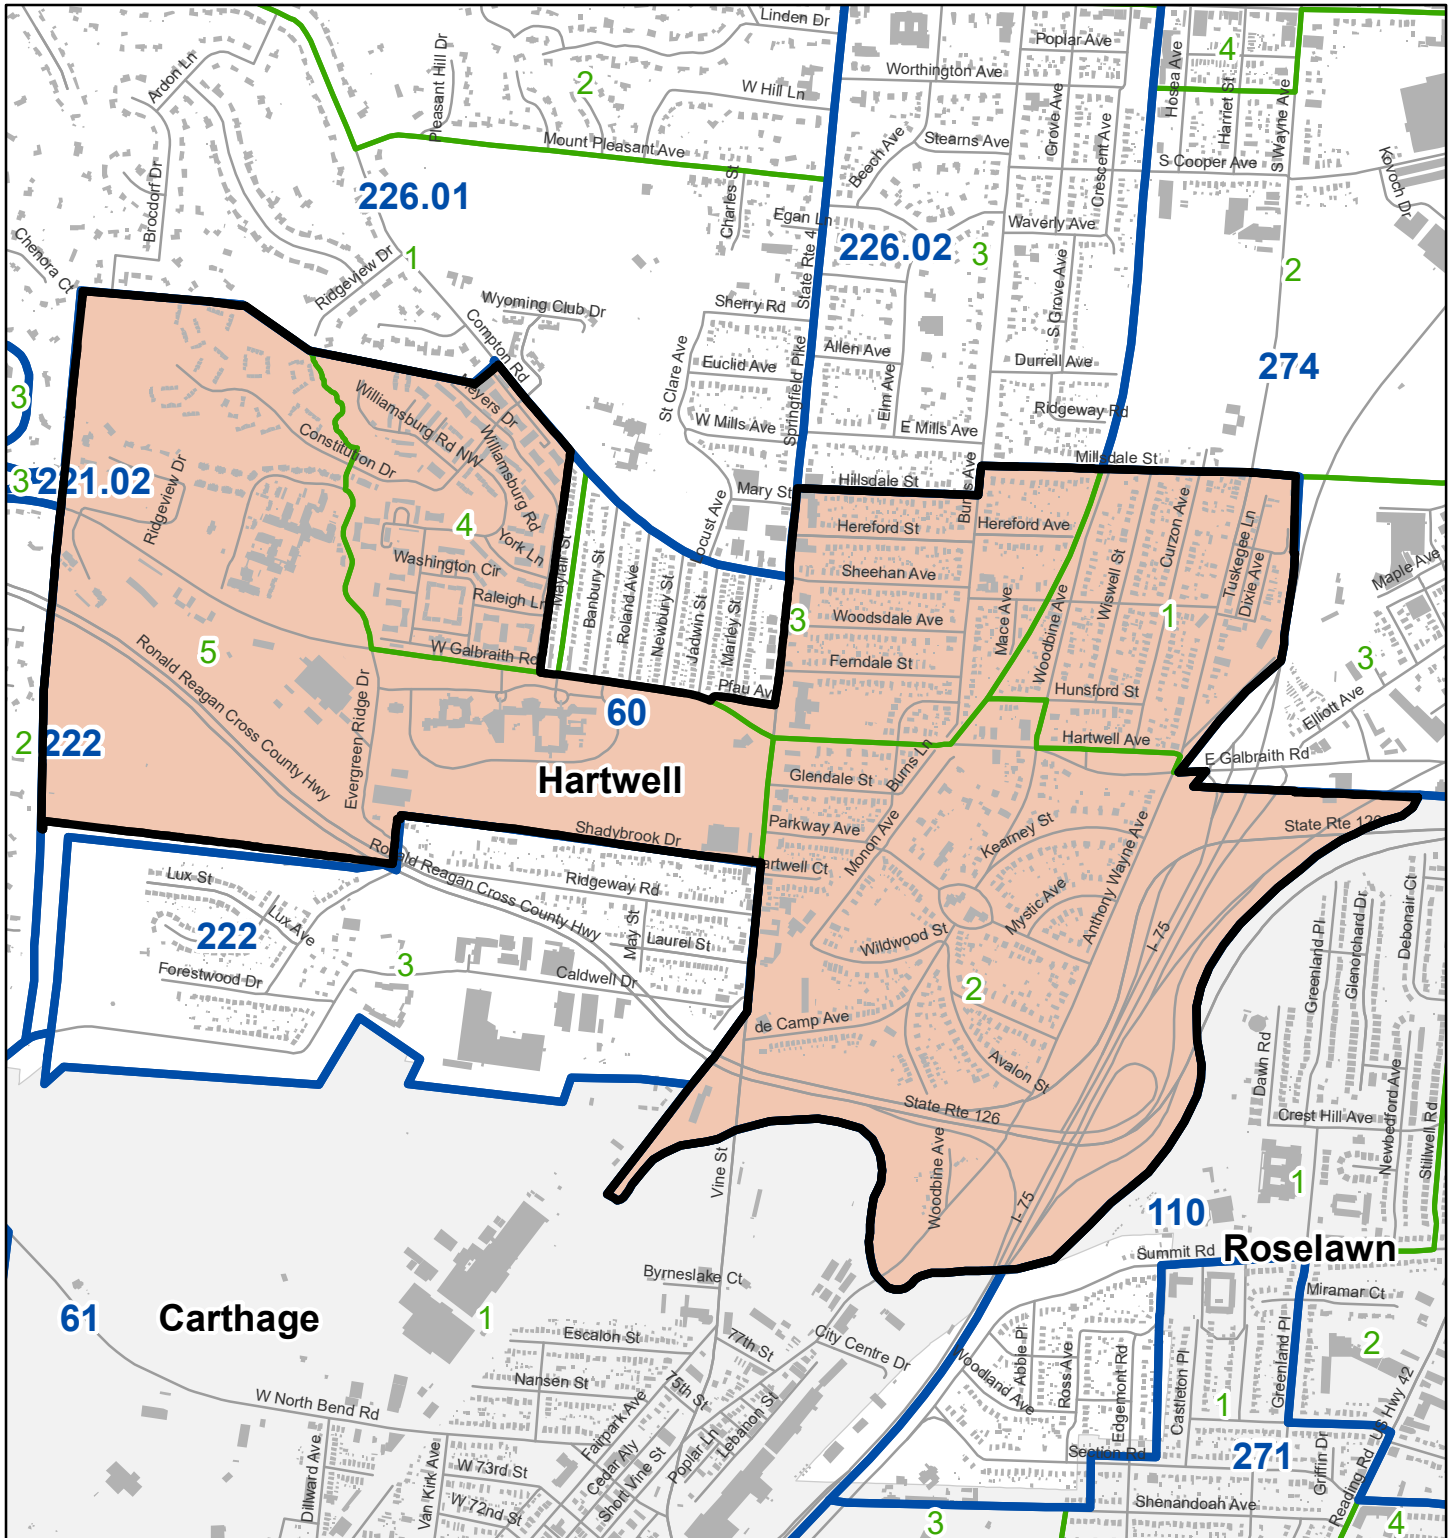 Linden Dr
Poplar Ave
Hosea Ave
4
Ardon Ln
Pleasant Hill Dr
2
W Hill Ln
Worthington Ave
Grove Ave
Harriet St
S Wayne Ave
Mount Pleasant Ave
Beech Ave
Stearns Ave
Crescent Ave
S Cooper Ave
Kovoch Dr
226.01
Brocdorf Dr
Charles St
Egan Ln
State Rte 4
226.02
3
Waverly Ave
Chenora Ct
Ridgeview Dr
1
2
Wyoming Club Dr
Compton Rd
Sherry Rd
S Grove Ave
Springfield Pike
Allen Ave
Durrell Ave
274
St Clare Ave
Euclid Ave
Elm Ave
3
Williamsburg Rd NW
Meyers Dr
Ridgeway Rd
W Mills Ave
E Mills Ave
Constitution Dr
Williamsburg Rd
Millsdale St
3
221.02
Ridgeview Dr
Mary St
Hillsdale St
Burns Ave
Locust Ave
Hereford St
Hereford Ave
Curzon Ave
4
York Ln
Tuskegee Ln
Dixie Ave
Washington Cir
Mayfair St
Banbury St
Roland Ave
Newbury St
Jadwin St
Marley St
Sheehan Ave
Wiswell St
Maple Ave
Raleigh Ln
3
Woodsdale Ave
Mace Ave
Woodbine Ave
1
5
W Galbraith Rd
Ferndale St
3
Ronald Reagan Cross County Hwy
Pfau Av
Hunsford St
Elliott Ave
60
Evergreen Ridge Dr
2
222
Hartwell Ave
E Galbraith Rd
Hartwell
Glendale St
Burns Ln
Shadybrook Dr
Parkway Ave
Kearney St
State Rte 126
Monon Ave
Anthony Wayne Ave
Ronald Reagan Cross County Hwy
Hartwell Ct
Lux St
Ridgeway Rd
Mystic Ave
Lux Ave
222
May St
Laurel St
Wildwood St
I- 75
Greenland Pl
Glenorchard Dr
Debonair Ct
Forestwood Dr
3
Caldwell Dr
2
de Camp Ave
Avalon St
Dawn Rd
State Rte 126
Crest Hill Ave
Newbedford Ave
Stillwell Rd
Vine St
Woodbine Ave
I- 75
1
110
Summit Rd
Roselawn
Byrneslake Ct
Miramar Ct
61
Carthage
1
Escalon St
77th St
City Centre Dr
Abbie Pl
Ross Ave
Edgemont Rd
Castleton Pl
Greenland Pl
2
Woodland Ave
Nansen St
75th St
US Hwy 42
W North Bend Rd
Fairpark Ave
Lebanon St
1
Dillward Ave
Van Kirk Ave
W 73rd St
Cedar Aly
Poplar Ln
Section Rd
271
Griffin Dr
Reading Rd
Short Vine St
W 72nd St
Shenandoah Ave
3
4